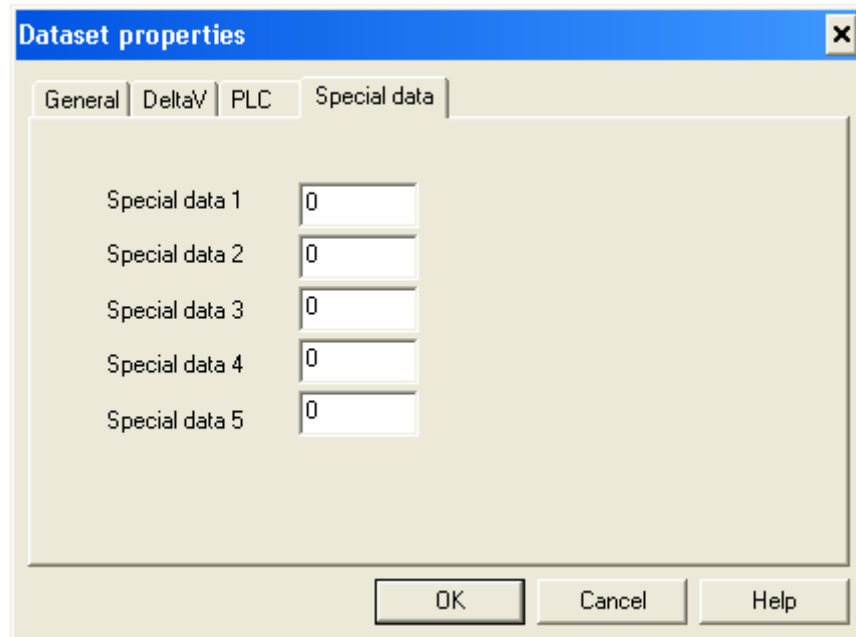 Dataset properties
General DeltaV PLC Special data
Special data 1 0
Special data 2 0
Special data 3 0
Special data 4 0
Special data 5 0
OK Cancel Help